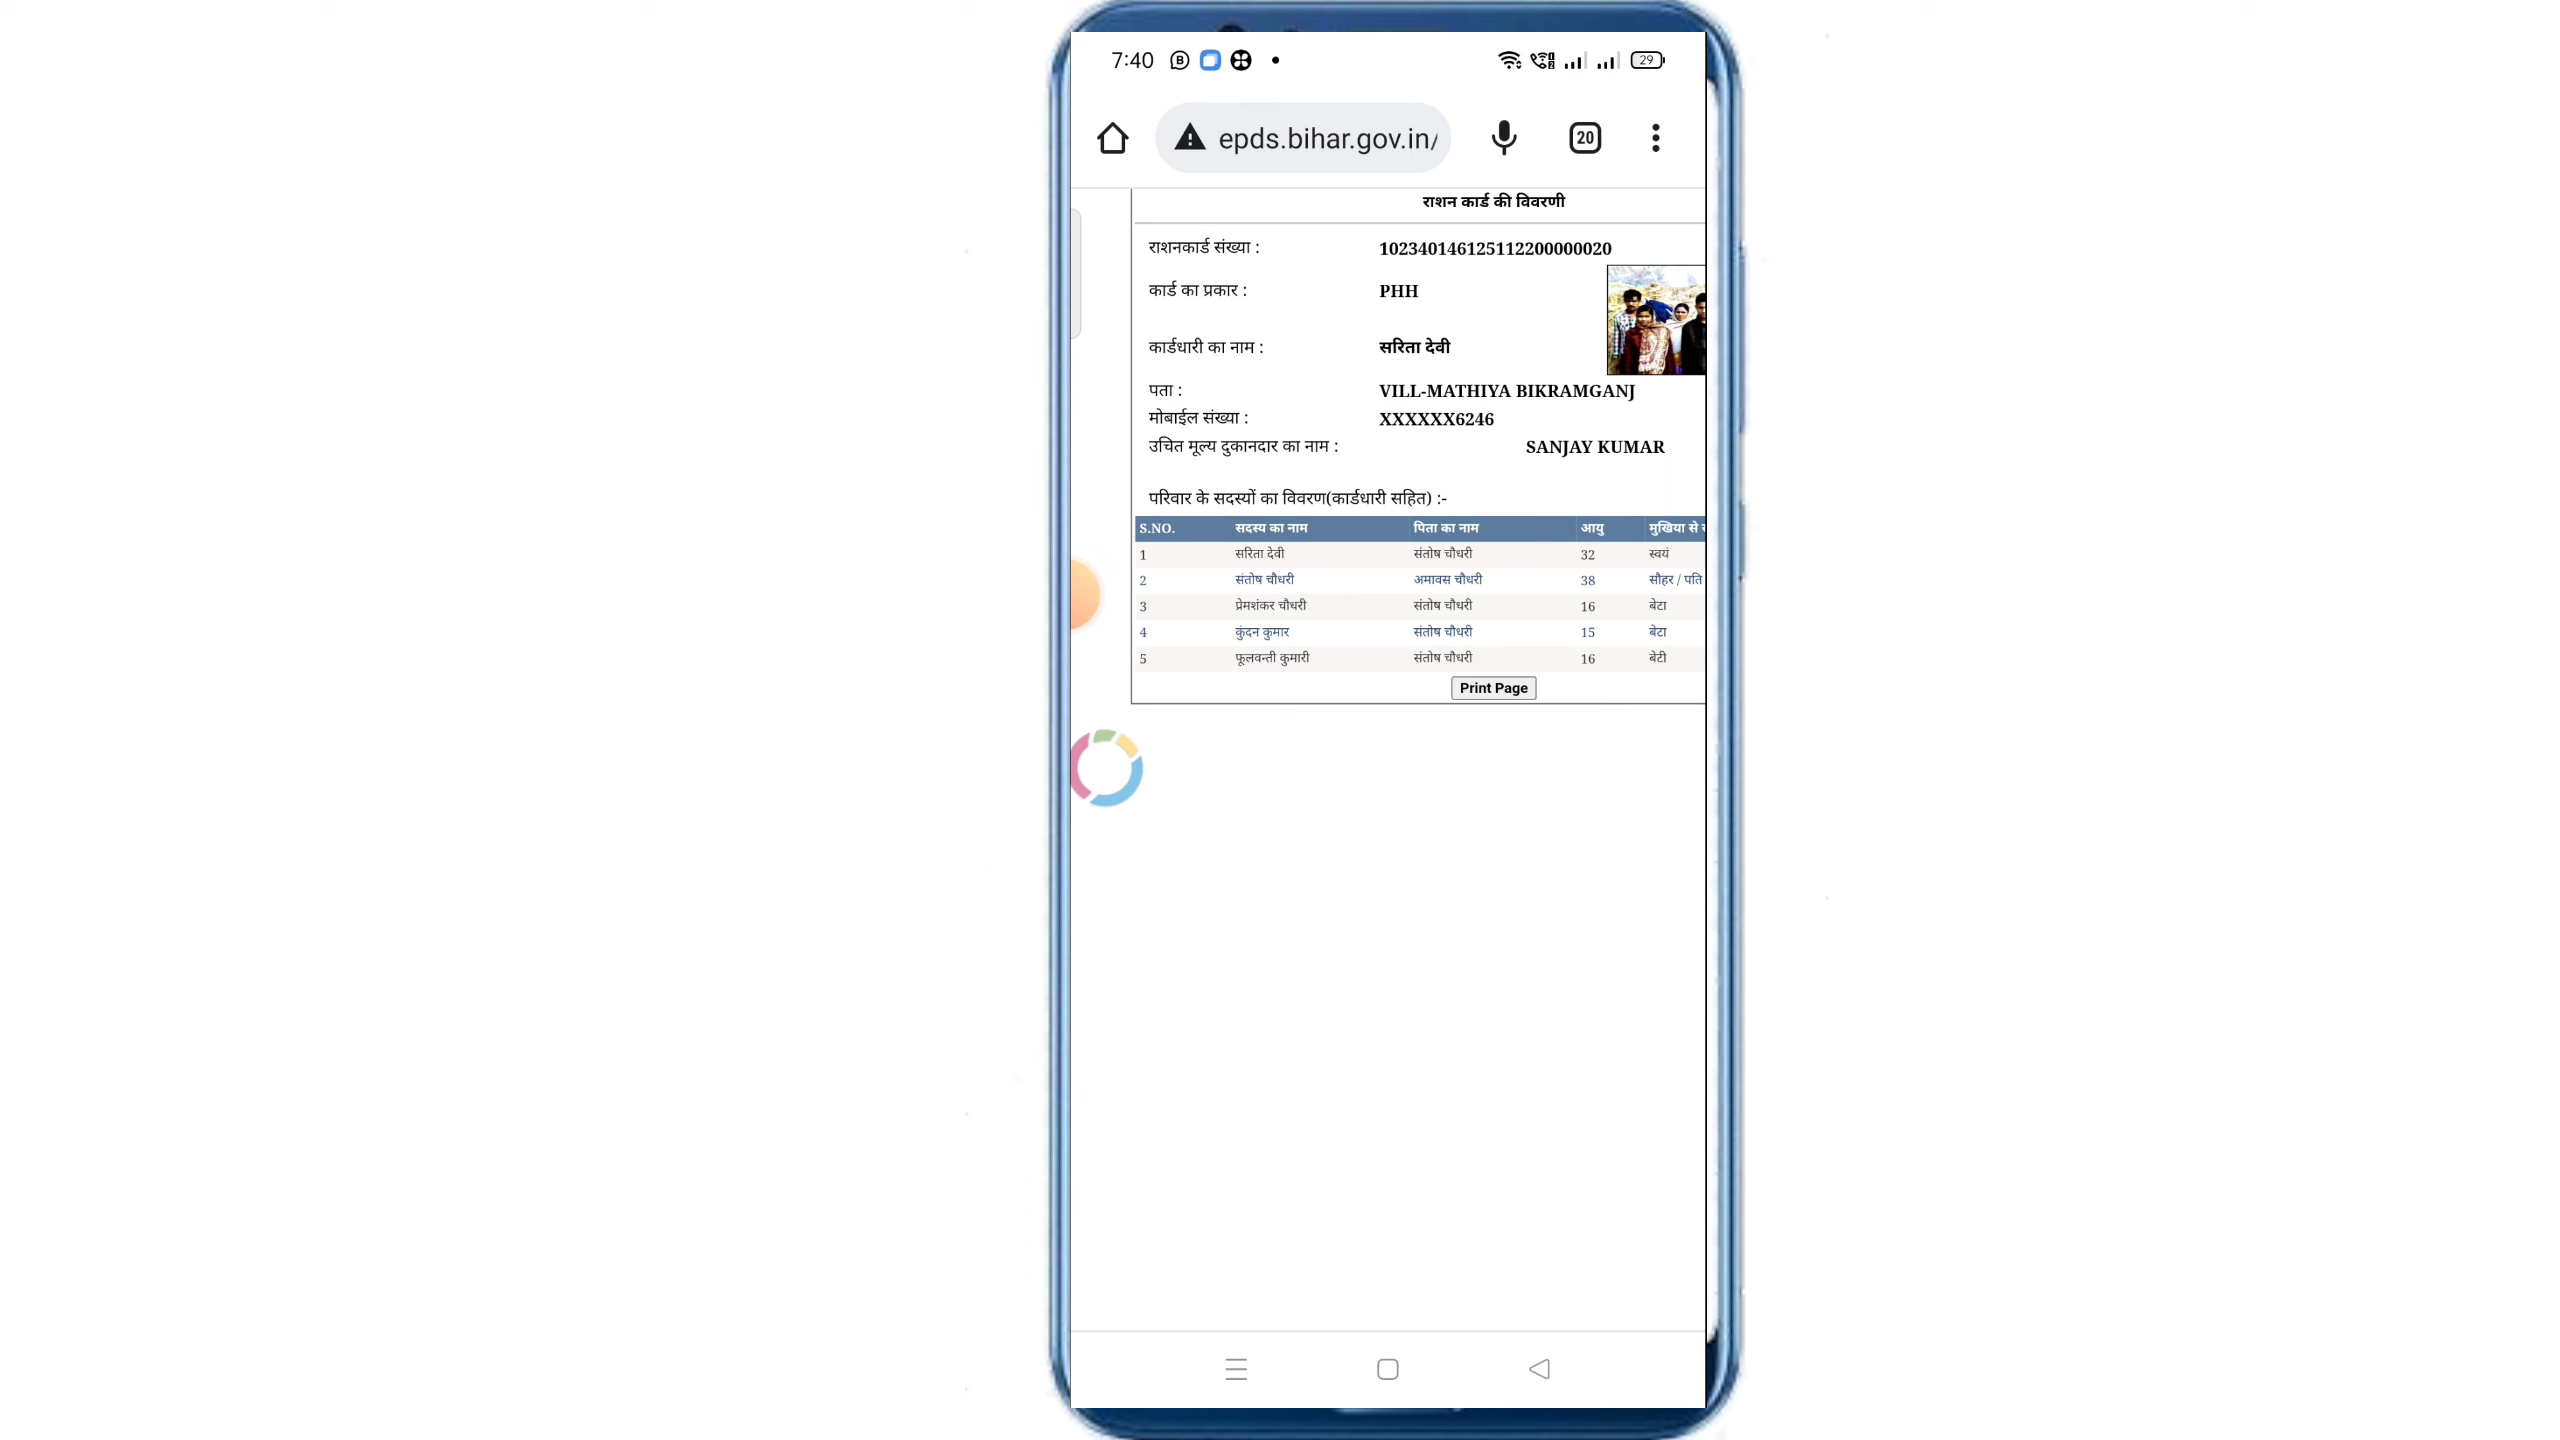 7:40
29
epds.bihar.gov.in/
20
राशन कार्ड की विवरणी
राशनकार्ड संख्या : 102340146125112200000020
कार्ड का प्रकार : PHH
कार्डधारी का नाम : सरिता देवी
पता : VILL-MATHIYA BIKRAMGANJ
मोबाईल संख्या : XXXXXX6246
उचित मूल्य दुकानदार का नाम : SANJAY KUMAR
परिवार के सदस्यों का विवरण(कार्डधारी सहित) :-
S.NO. सदस्य का नाम पिता का नाम आयु मुखिया से
1 सरिता देवी संतोष चौधरी 32 स्वयं
2 संतोष चौधरी अमावस चौधरी 38 सौहर / पति
3 प्रेमशंकर चौधरी संतोष चौधरी 16 बेटा
4 कुंदन कुमार संतोष चौधरी 15 बेटा
5 फूलवन्ती कुमारी संतोष चौधरी 16 बेटी
Print Page